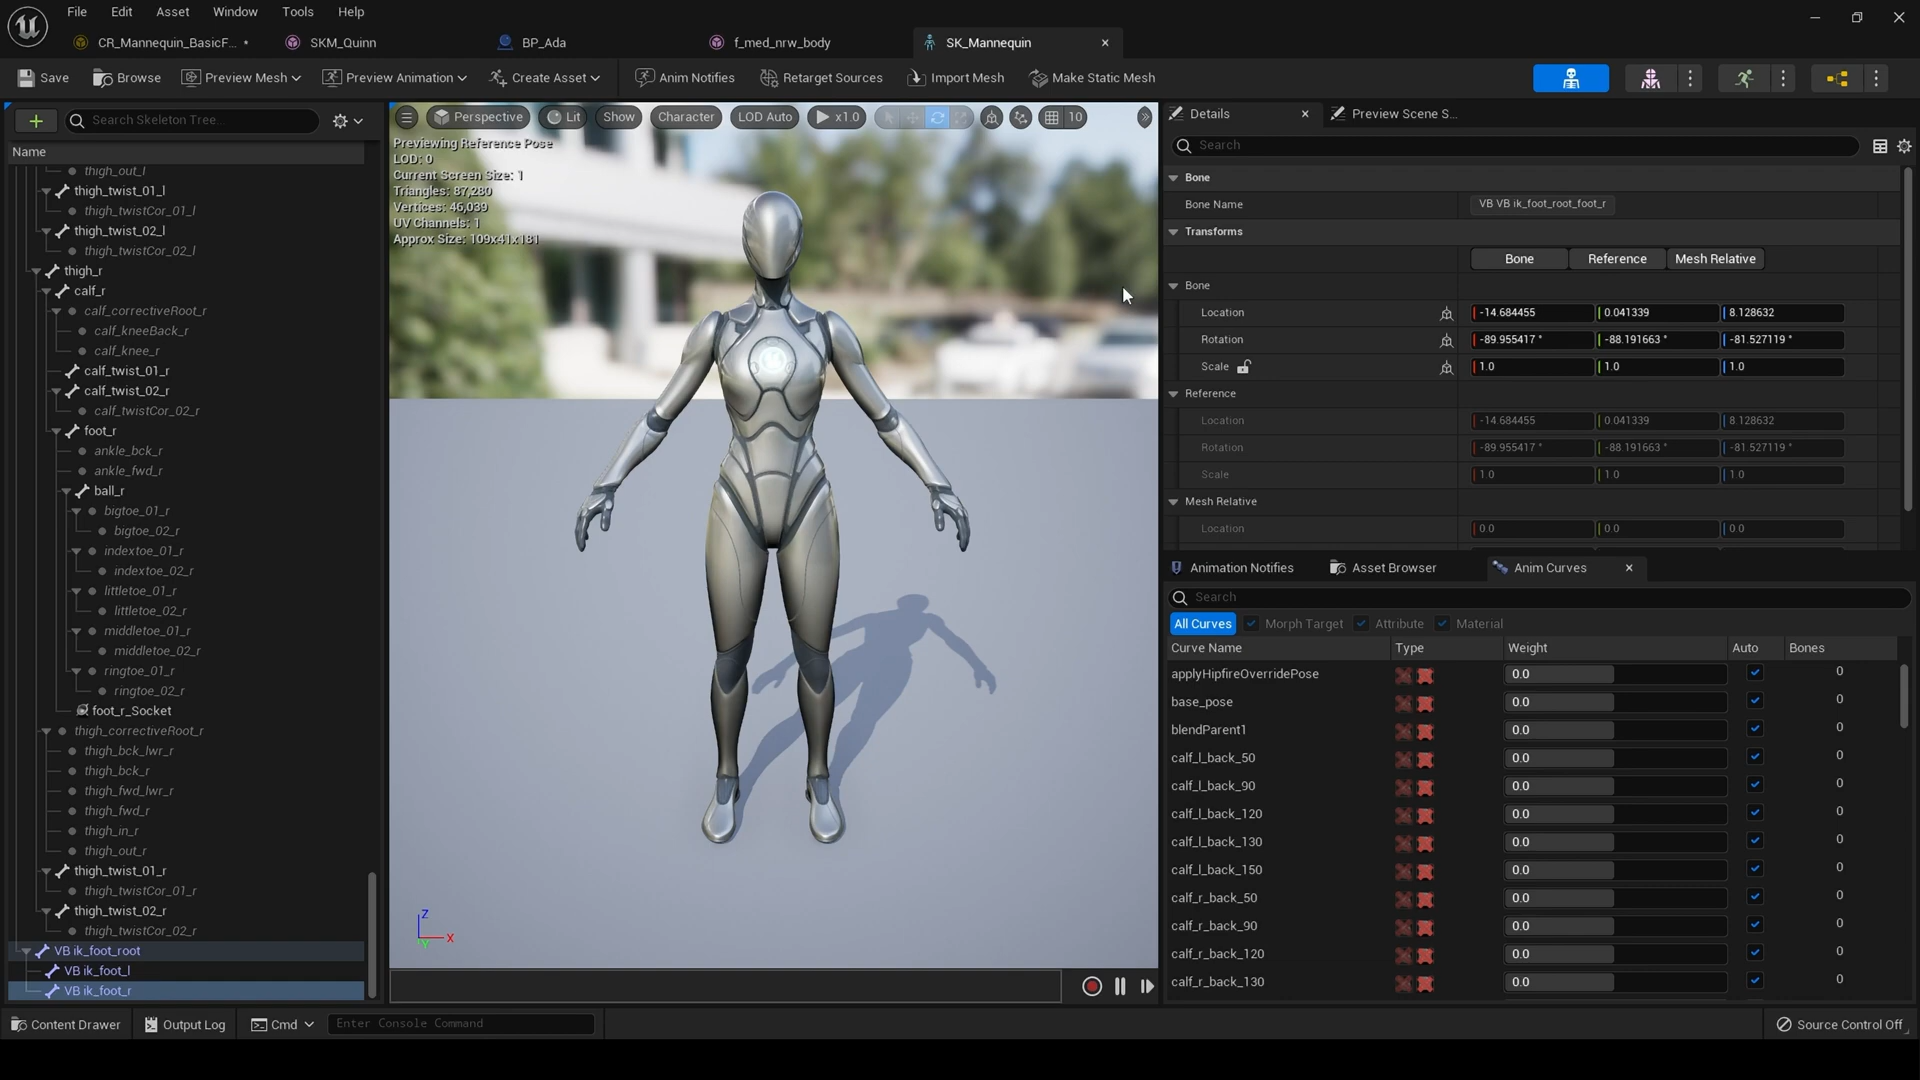 File Edit Asset Window Tools Help
CR_Mannequin_BasicF... • SKM_Quinn BP_Ada f_med_nrw_body SK_Mannequin
Save Browse Preview Mesh Preview Animation Create Asset Anim Notifies Retarget Sources Import Mesh Make Static Mesh
Search Skeleton Tree...
Name
thigh_out_l
thigh_twist_01_l
thigh_twistCor_01_l
thigh_twist_02_l
thigh_twistCor_02_l
thigh_r
calf_r
calf_correctiveRoot_r
calf_kneeBack_r
calf_knee_r
calf_twist_01_r
calf_twist_02_r
calf_twistCor_02_r
foot_r
ankle_bck_r
ankle_fwd_r
ball_r
bigtoe_01_r
bigtoe_02_r
indextoe_01_r
indextoe_02_r
littletoe_01_r
littletoe_02_r
middletoe_01_r
middletoe_02_r
ringtoe_01_r
ringtoe_02_r
foot_r_Socket
thigh_correctiveRoot_r
thigh_bck_lwr_r
thigh_bck_r
thigh_fwd_lwr_r
thigh_fwd_r
thigh_in_r
thigh_out_r
thigh_twist_01_r
thigh_twistCor_01_r
thigh_twist_02_r
thigh_twistCor_02_r
VB ik_foot_root
VB ik_foot_l
VB ik_foot_r
Perspective Lit Show Character LOD Auto x1.0 10
Previewing Reference Pose
LOD: 0
Current Screen Size: 1
Triangles: 87,280
Vertices: 46,039
UV Channels: 1
Approx Size: 109x41x181
Z
X
Y
Details Preview Scene S...
Search
Bone
Bone Name VB VB ik_foot_root_foot_r
Transforms
Bone Reference Mesh Relative
Bone
Location -14.684455 0.041339 8.128632
Rotation -89.955417 ° -88.191663 ° -81.527119 °
Scale 1.0 1.0 1.0
Reference
Location -14.684455 0.041339 8.128632
Rotation -89.955417 ° -88.191663 ° -81.527119 °
Scale 1.0 1.0 1.0
Mesh Relative
Location 0.0 0.0 0.0
Animation Notifies Asset Browser Anim Curves
Search
All Curves Morph Target Attribute Material
Curve Name Type Weight Auto Bones
applyHipfireOverridePose 0.0 0
base_pose 0.0 0
blendParent1 0.0 0
calf_l_back_50 0.0 0
calf_l_back_90 0.0 0
calf_l_back_120 0.0 0
calf_l_back_130 0.0 0
calf_l_back_150 0.0 0
calf_r_back_50 0.0 0
calf_r_back_90 0.0 0
calf_r_back_120 0.0 0
calf_r_back_130 0.0 0
Content Drawer Output Log Cmd Enter Console Command Source Control Off